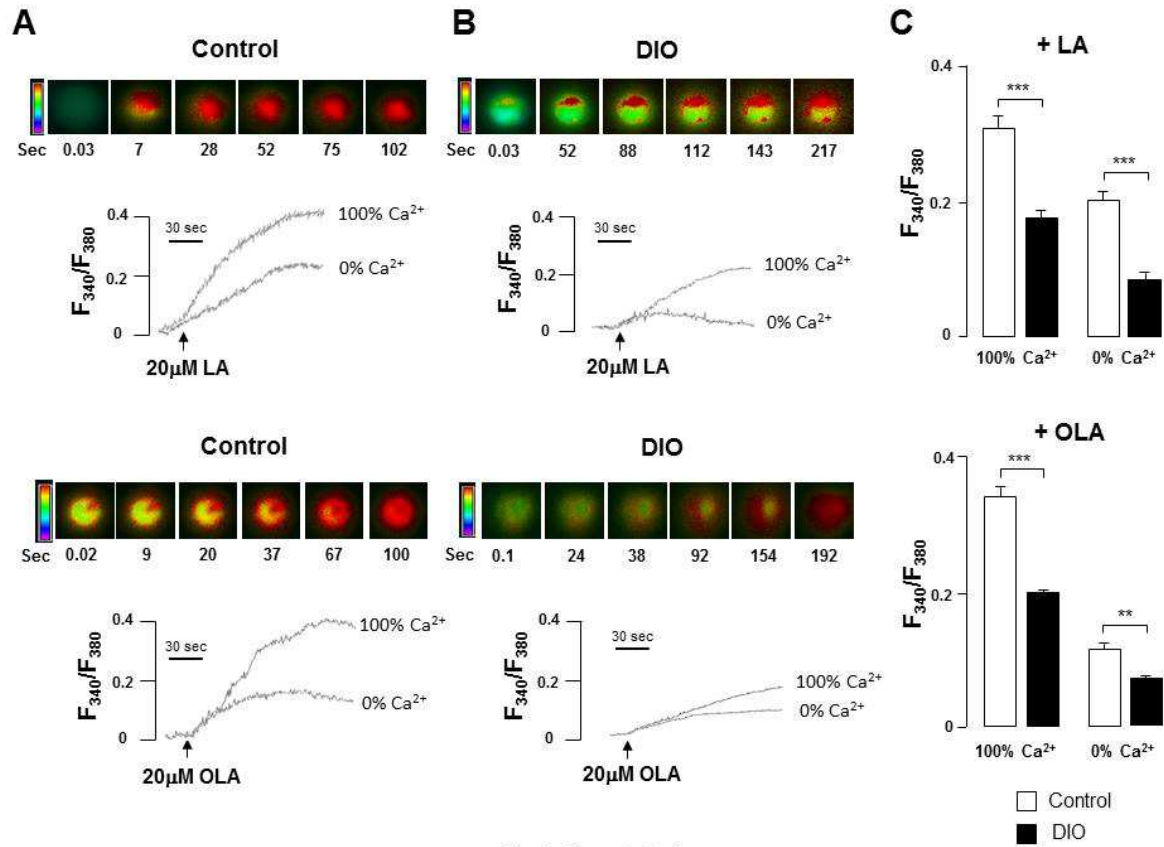 A
Control
Sec 0.03 7 28 52 75 102
F340/F380
0.4
0.2
0
30 sec
100% Ca²⁺
0% Ca²⁺
20µM LA
B
DIO
Sec 0.03 52 88 112 143 217
F340/F380
0.4
0.2
0
30 sec
100% Ca²⁺
0% Ca²⁺
20µM LA
C
+ LA
F340/F380
0.4
0.2
0
***
***
100% Ca²⁺ 0% Ca²⁺
Control
Sec 0.02 9 20 37 67 100
F340/F380
0.4
0.2
0
30 sec
100% Ca²⁺
0% Ca²⁺
20µM OLA
DIO
Sec 0.1 24 38 92 154 192
F340/F380
0.4
0.2
0
30 sec
100% Ca²⁺
0% Ca²⁺
20µM OLA
+ OLA
F340/F380
0.4
0.2
0
***
**
100% Ca²⁺ 0% Ca²⁺
Control
DIO